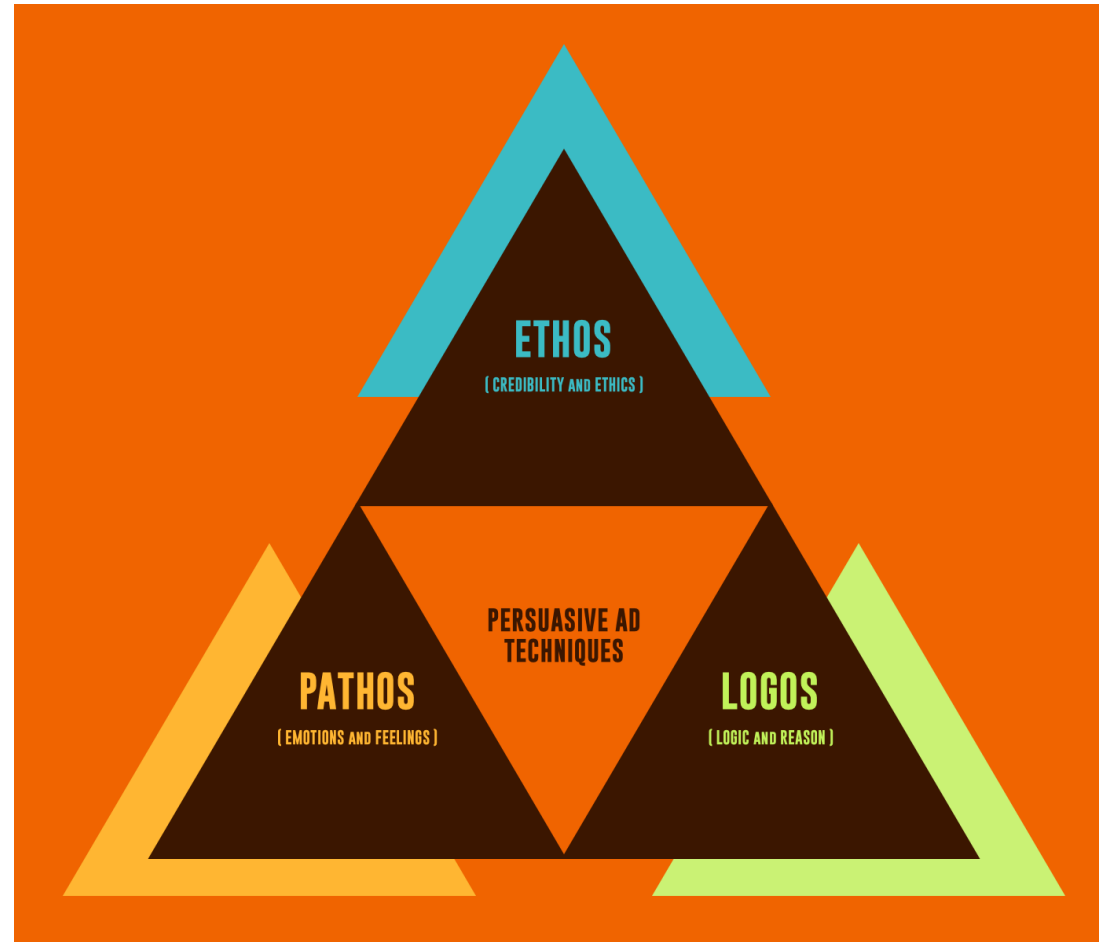 ETHOS
( CREDIBILITY AND ETHICS )
PERSUASIVE AD
TECHNIQUES
PATHOS
( EMOTIONS AND FEELINGS )
LOGOS
( LOGIC AND REASON )